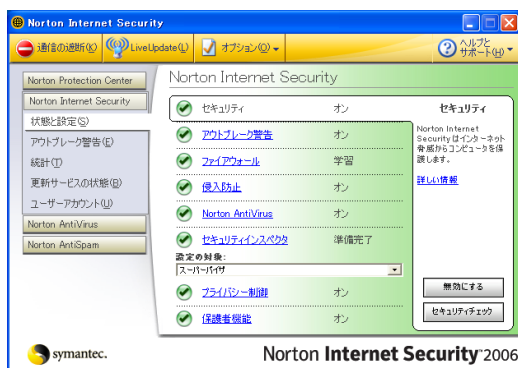 Norton Internet Security
通信の遮断(K)
LiveUpdate(L)
オプション(O)
ヘルプと
サポート(H)
Norton Protection Center
Norton Internet Security
状態と設定(S)
アウトブレーク警告(E)
統計(T)
更新サービスの状態(B)
ユーザーアカウント(U)
Norton AntiVirus
Norton AntiSpam
Norton Internet Security
セキュリティ オン
アウトブレーク警告 オン
ファイアウォール 学習
侵入防止 オン
Norton AntiVirus オン
セキュリティインスペクタ 準備完了
設定の対象:
スーパーバイザ
プライバシー制御 オン
保護者機能 オン
セキュリティ
Norton Internet
Security はインターネット
脅威からコンピュータを保
護します。
詳しい情報
無効にする
セキュリティチェック
symantec.
Norton Internet Security 2006